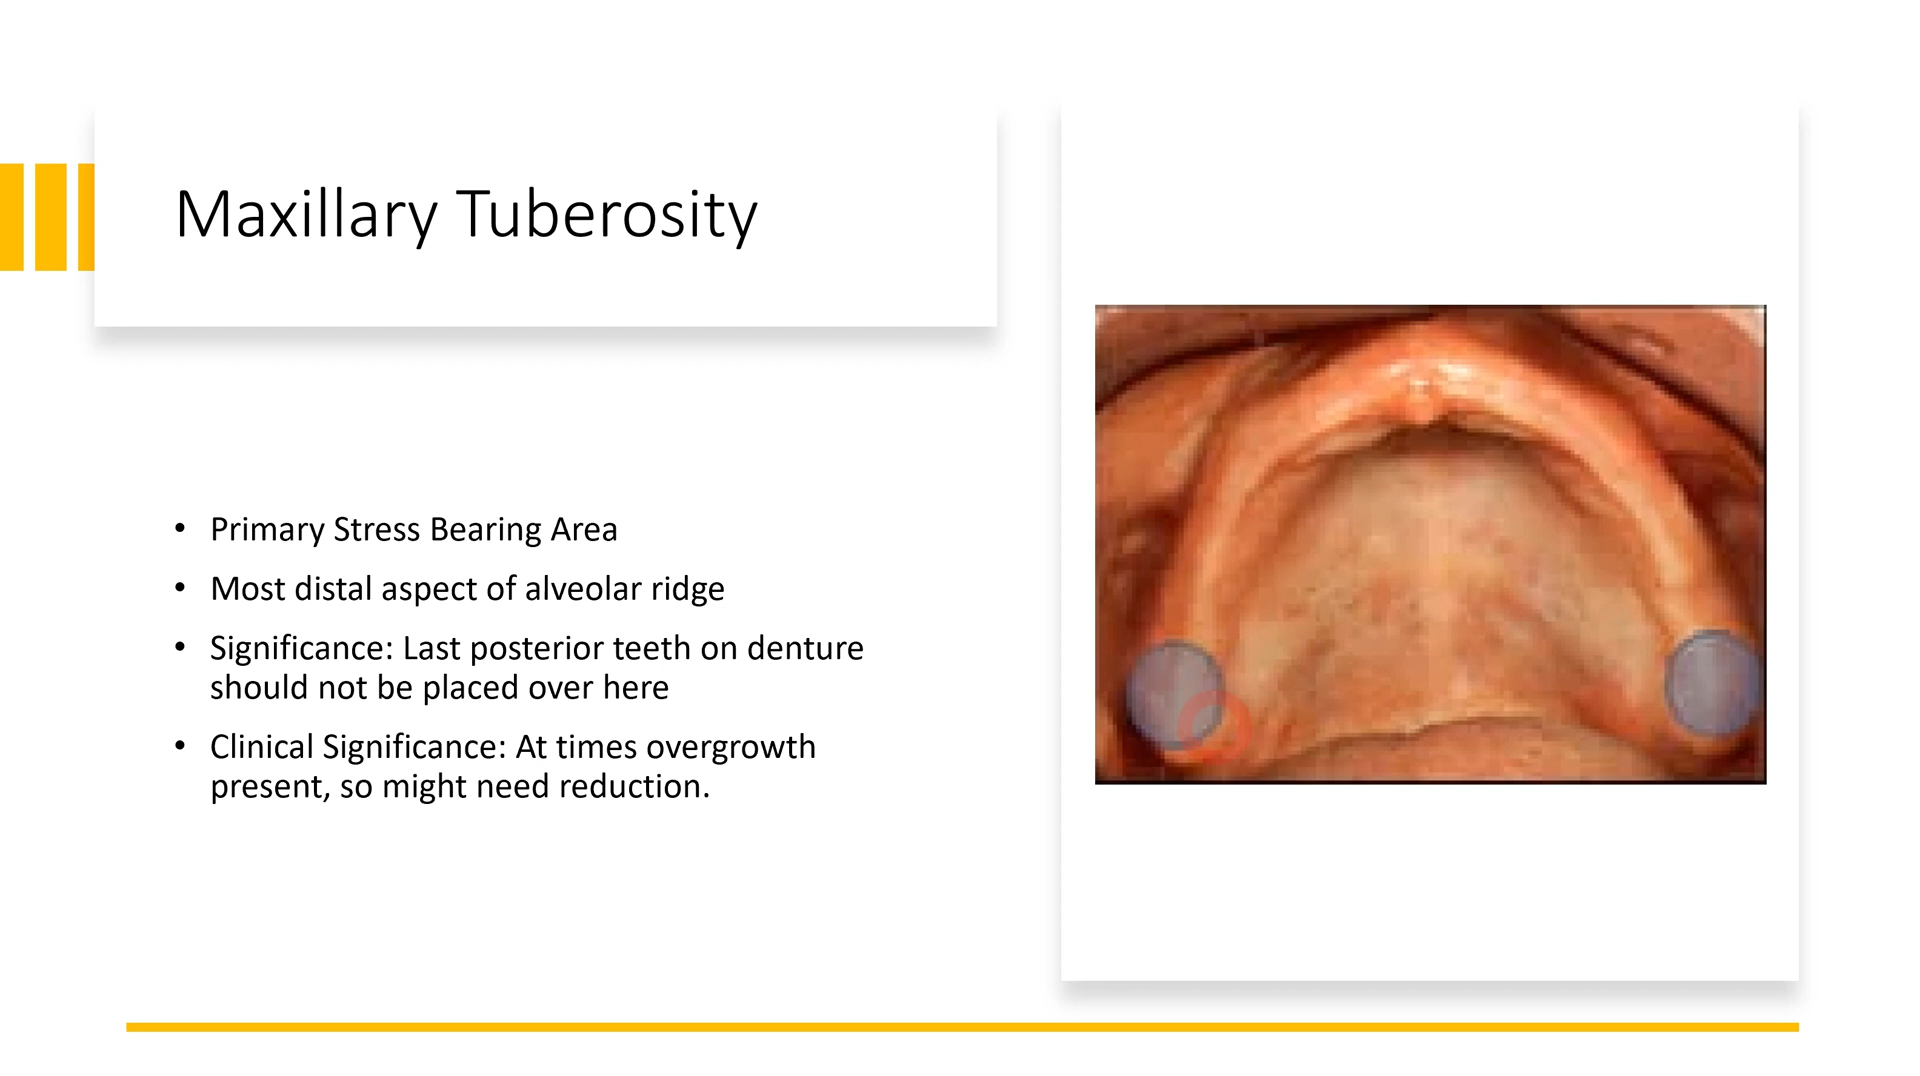 Maxillary Tuberosity
• Primary Stress Bearing Area
• Most distal aspect of alveolar ridge
• Significance: Last posterior teeth on denture
should not be placed over here
• Clinical Significance: At times overgrowth
present, so might need reduction.